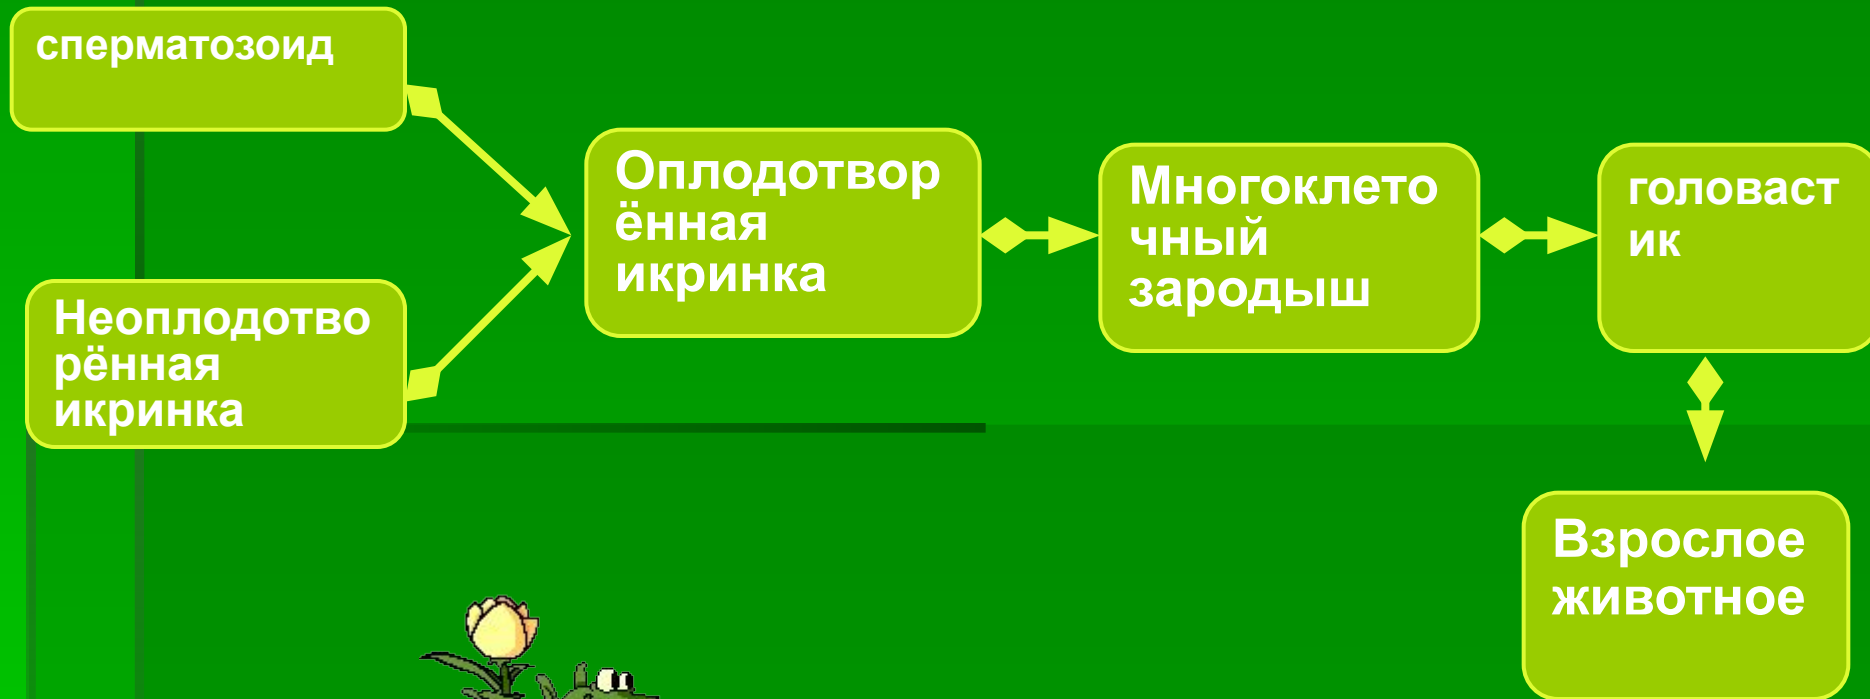 сперматозоид
Неоплодотво
рённая
икринка
Оплодотвор
ённая
икринка
Многоклето
чный
зародыш
головаст
ик
Взрослое
животное